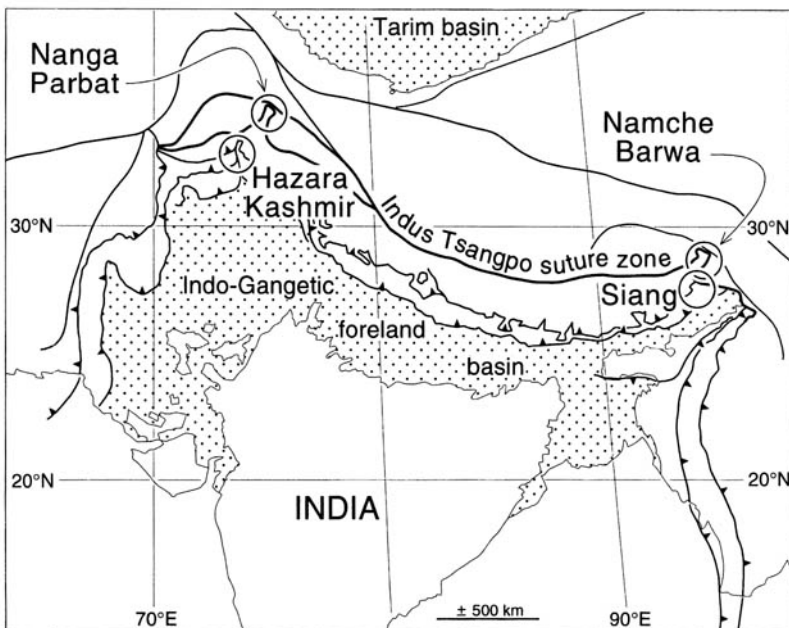 Tarim basin
Nanga
Parbat
Namche
Barwa
Hazara
Kashmir
30°N
30°N
Indus Tsangpo suture zone
Siang
Indo-Gangetic
foreland
basin
20°N
20°N
INDIA
70°E
± 500 km
90°E